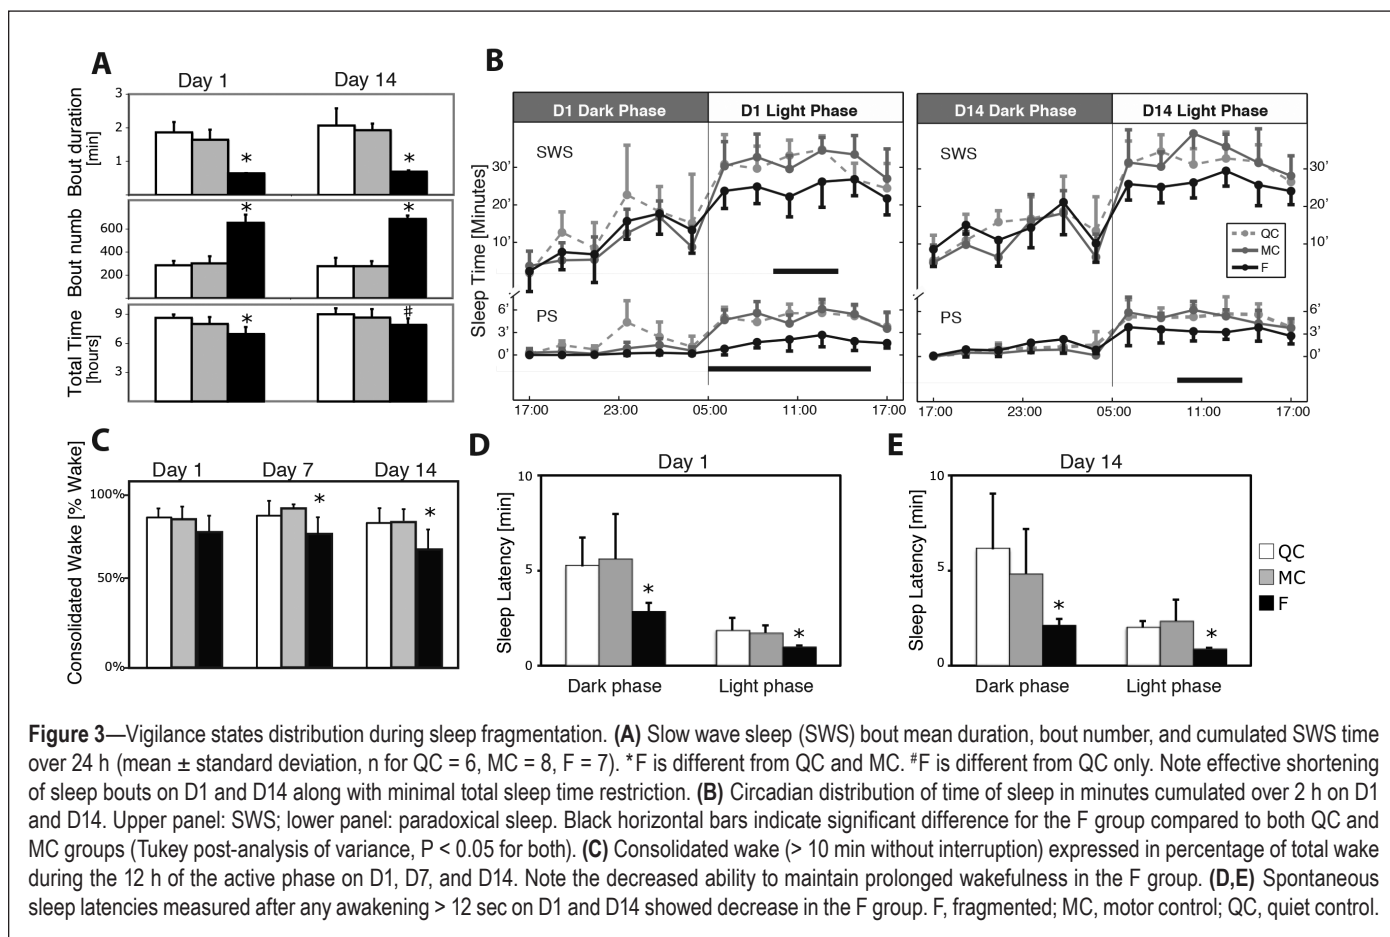 A
Day 1
Day 14
Bout duration
[min]
3
2
1
*
*
Bout numb
600
400
200
*
*
Total Time
[hours]
9
6
3
*
#
B
D1 Dark Phase
D1 Light Phase
D14 Dark Phase
D14 Light Phase
Sleep Time [Minutes]
SWS
30'
20'
10'
SWS
30'
20'
10'
QC
MC
F
PS
6'
3'
0'
PS
6'
3'
0'
17:00
23:00
05:00
11:00
17:00
17:00
23:00
05:00
11:00
17:00
C
Consolidated Wake [% Wake]
Day 1
Day 7
Day 14
100%
50%
0%
*
*
D
Day 1
Sleep Latency [min]
10
5
0
*
*
Dark phase
Light phase
E
Day 14
Sleep Latency [min]
10
5
0
*
*
Dark phase
Light phase
QC
MC
F
Figure 3—Vigilance states distribution during sleep fragmentation. (A) Slow wave sleep (SWS) bout mean duration, bout number, and cumulated SWS time
over 24 h (mean ± standard deviation, n for QC = 6, MC = 8, F = 7). *F is different from QC and MC. #F is different from QC only. Note effective shortening
of sleep bouts on D1 and D14 along with minimal total sleep time restriction. (B) Circadian distribution of time of sleep in minutes cumulated over 2 h on D1
and D14. Upper panel: SWS; lower panel: paradoxical sleep. Black horizontal bars indicate significant difference for the F group compared to both QC and
MC groups (Tukey post-analysis of variance, P < 0.05 for both). (C) Consolidated wake (> 10 min without interruption) expressed in percentage of total wake
during the 12 h of the active phase on D1, D7, and D14. Note the decreased ability to maintain prolonged wakefulness in the F group. (D,E) Spontaneous
sleep latencies measured after any awakening > 12 sec on D1 and D14 showed decrease in the F group. F, fragmented; MC, motor control; QC, quiet control.